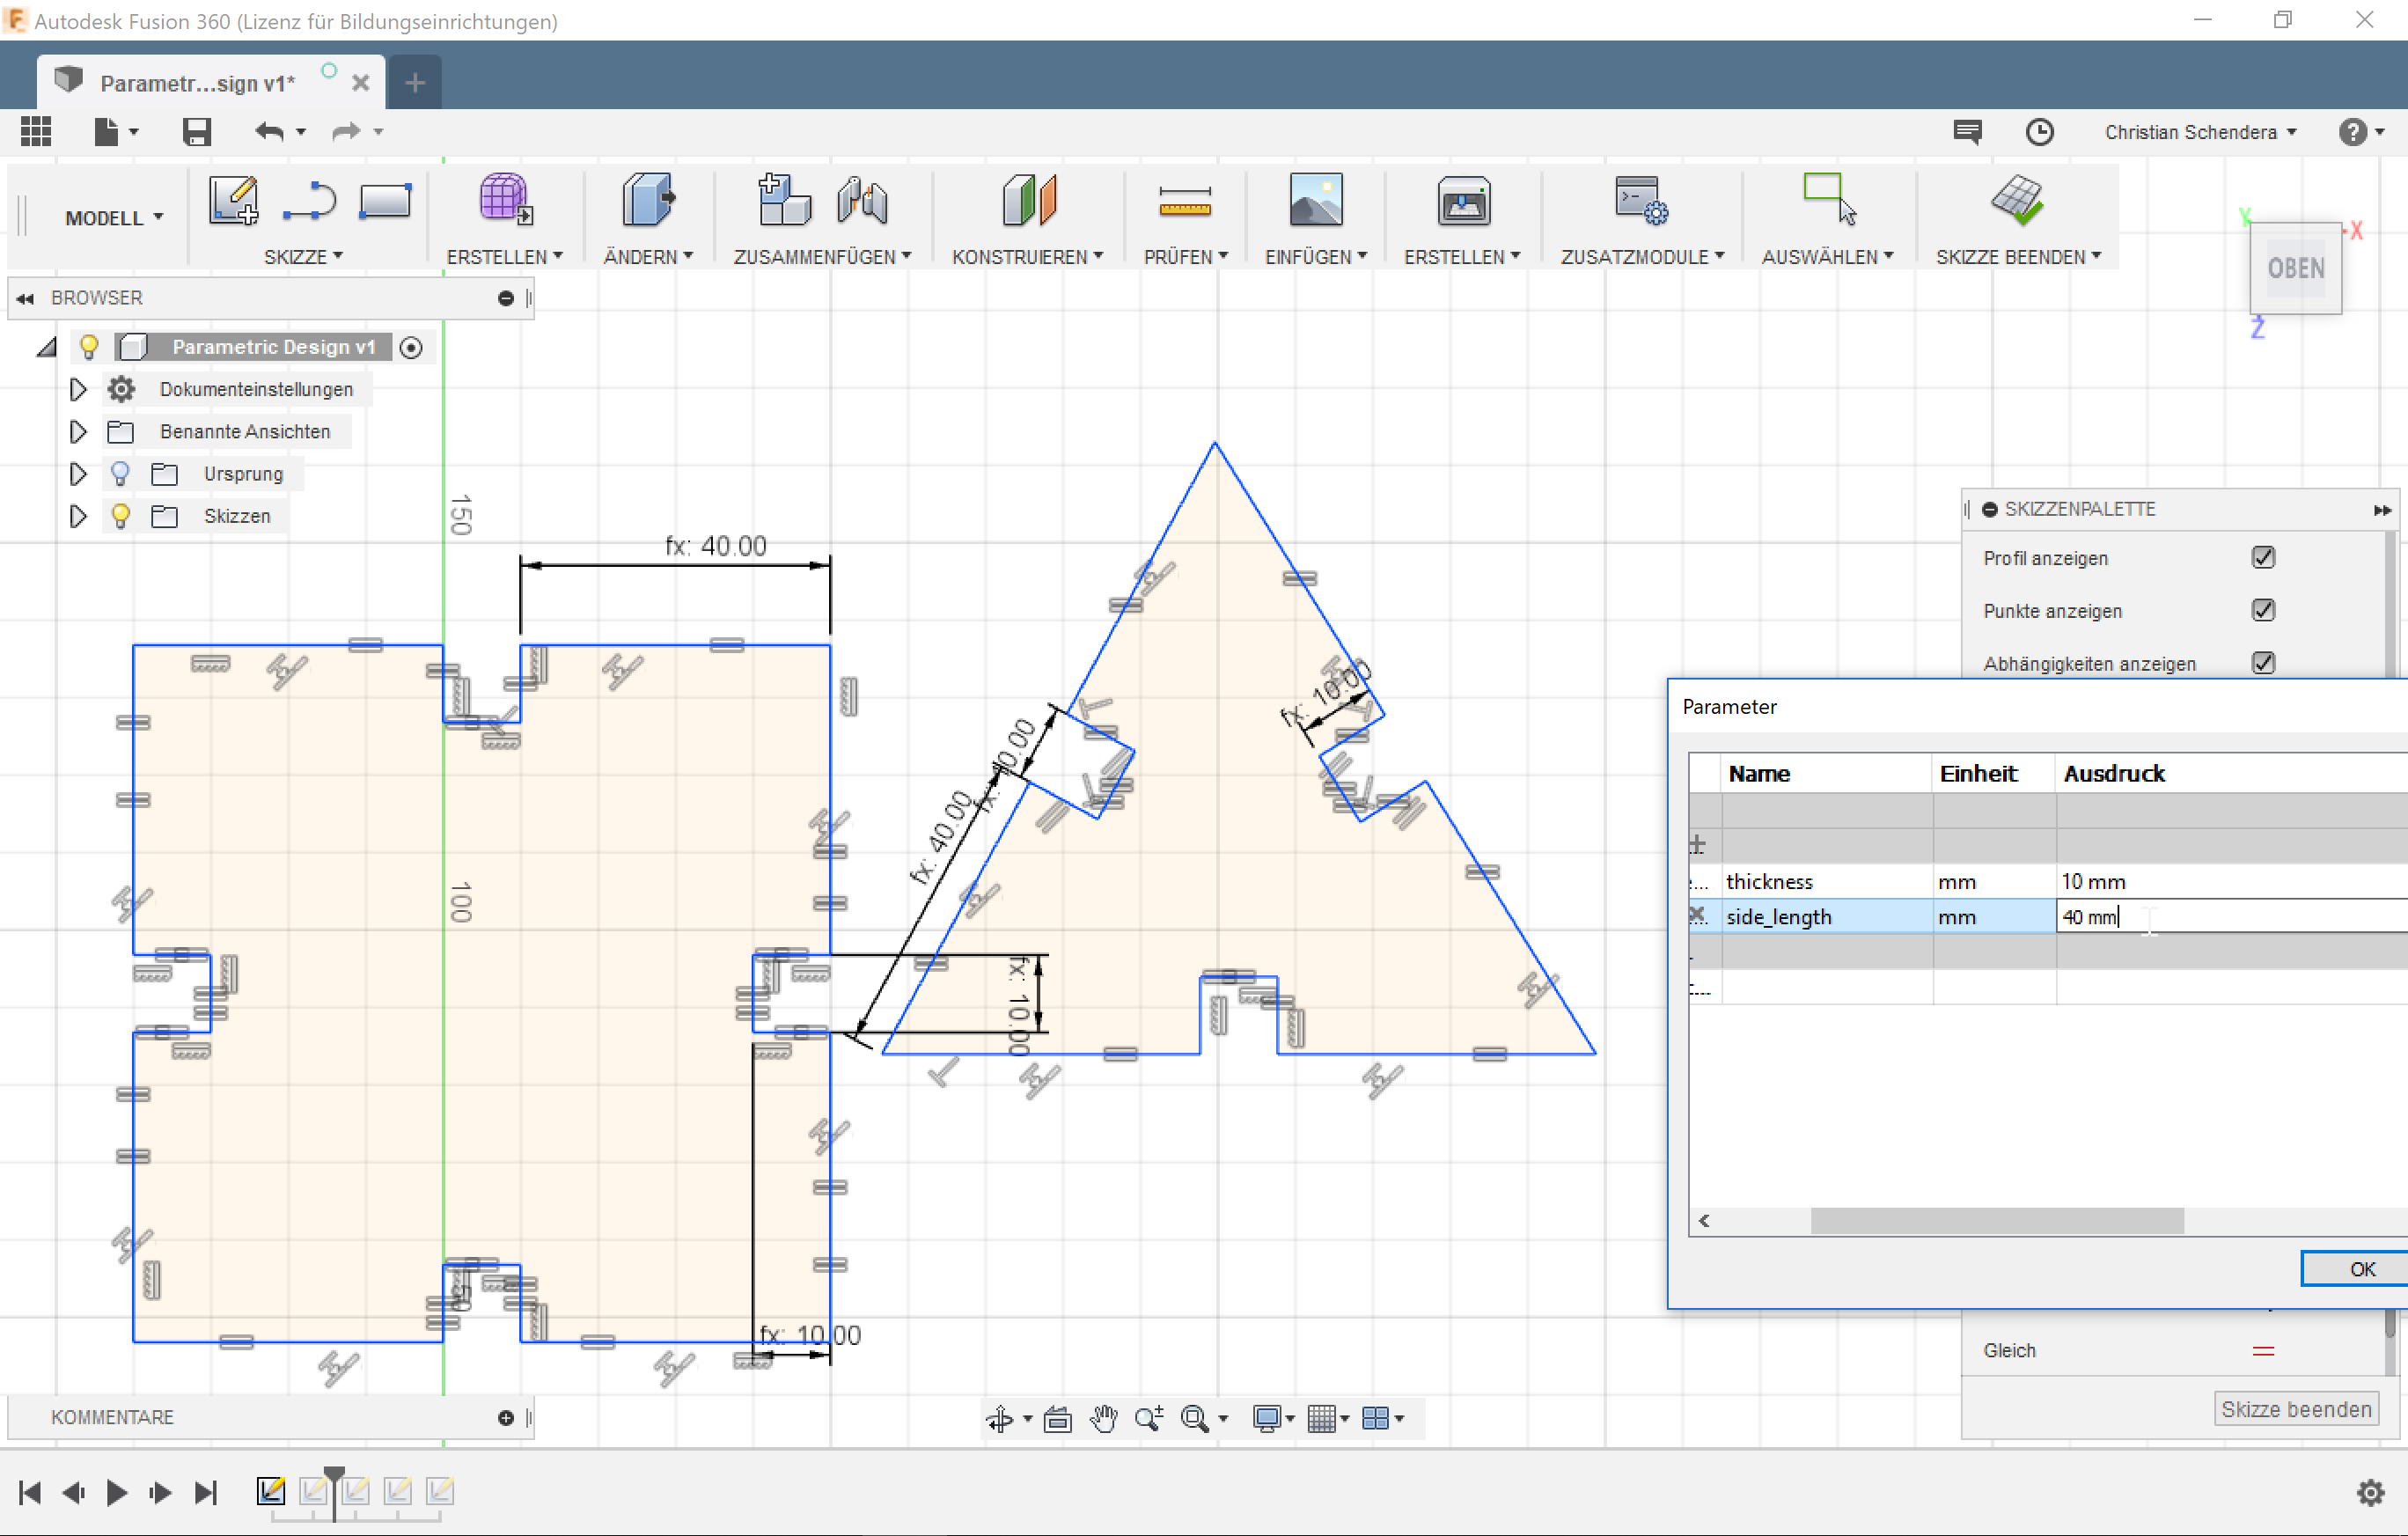 Autodesk Fusion 360 (Lizenz für Bildungseinrichtungen)
Parametr...sign v1*
Christian Schendera
MODELL
SKIZZE
ERSTELLEN
ÄNDERN
ZUSAMMENFÜGEN
KONSTRUIEREN
PRÜFEN
EINFÜGEN
ERSTELLEN
ZUSATZMODULE
AUSWÄHLEN
SKIZZE BEENDEN
Y
X
OBEN
Z
BROWSER
Parametric Design v1
Dokumenteinstellungen
Benannte Ansichten
Ursprung
Skizzen
150
100
50
fx: 40.00
fx: 10.00
fx: 10.00
fx: 40.00
fx: 10.00
fx: 10.00
SKIZZENPALETTE
Profil anzeigen
Punkte anzeigen
Abhängigkeiten anzeigen
Parameter
Name Einheit Ausdruck
thickness mm 10 mm
side_length mm 40 mm
OK
Gleich
Skizze beenden
KOMMENTARE